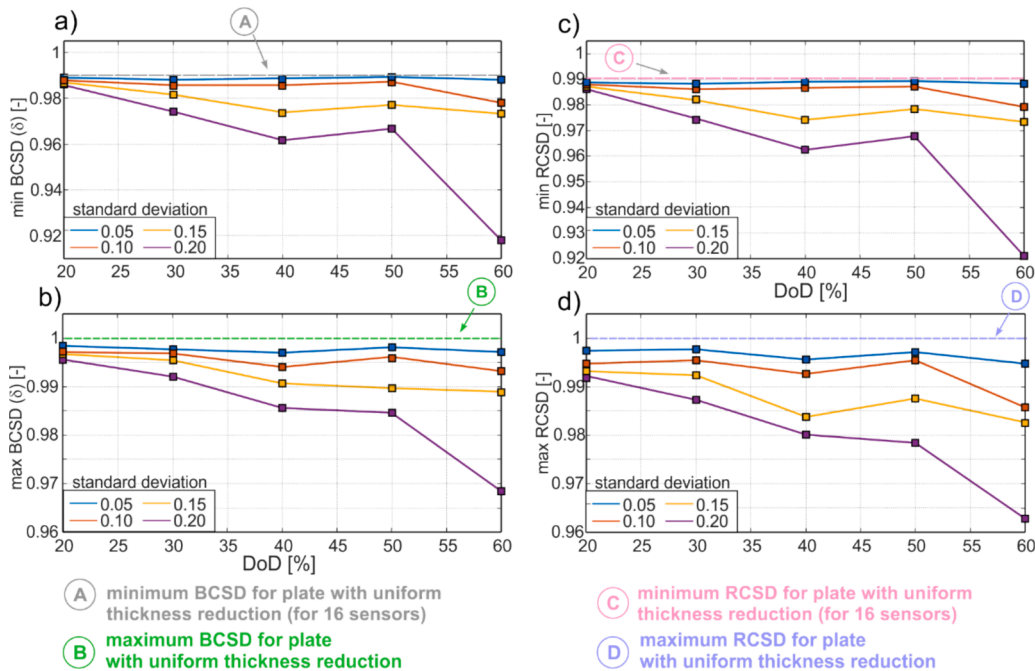 a)
A
1
0.98
0.96
0.94
0.92
min BCSD (δ) [-]
standard deviation
0.05 0.15
0.10 0.20
20 25 30 35 40 45 50 55 60
DoD [%]
c)
C
1
0.99
0.98
0.97
0.96
0.95
0.94
0.93
0.92
min RCSD [-]
standard deviation
0.05 0.15
0.10 0.20
20 25 30 35 40 45 50 55 60
DoD [%]
b)
B
1
0.99
0.98
0.97
0.96
max BCSD (δ) [-]
standard deviation
0.05 0.15
0.10 0.20
20 25 30 35 40 45 50 55 60
DoD [%]
d)
D
1
0.99
0.98
0.97
0.96
max RCSD [-]
standard deviation
0.05 0.15
0.10 0.20
20 25 30 35 40 45 50 55 60
DoD [%]
A minimum BCSD for plate with uniform
thickness reduction (for 16 sensors)
B maximum BCSD for plate
with uniform thickness reduction
C minimum RCSD for plate with uniform
thickness reduction (for 16 sensors)
D maximum RCSD for plate
with uniform thickness reduction